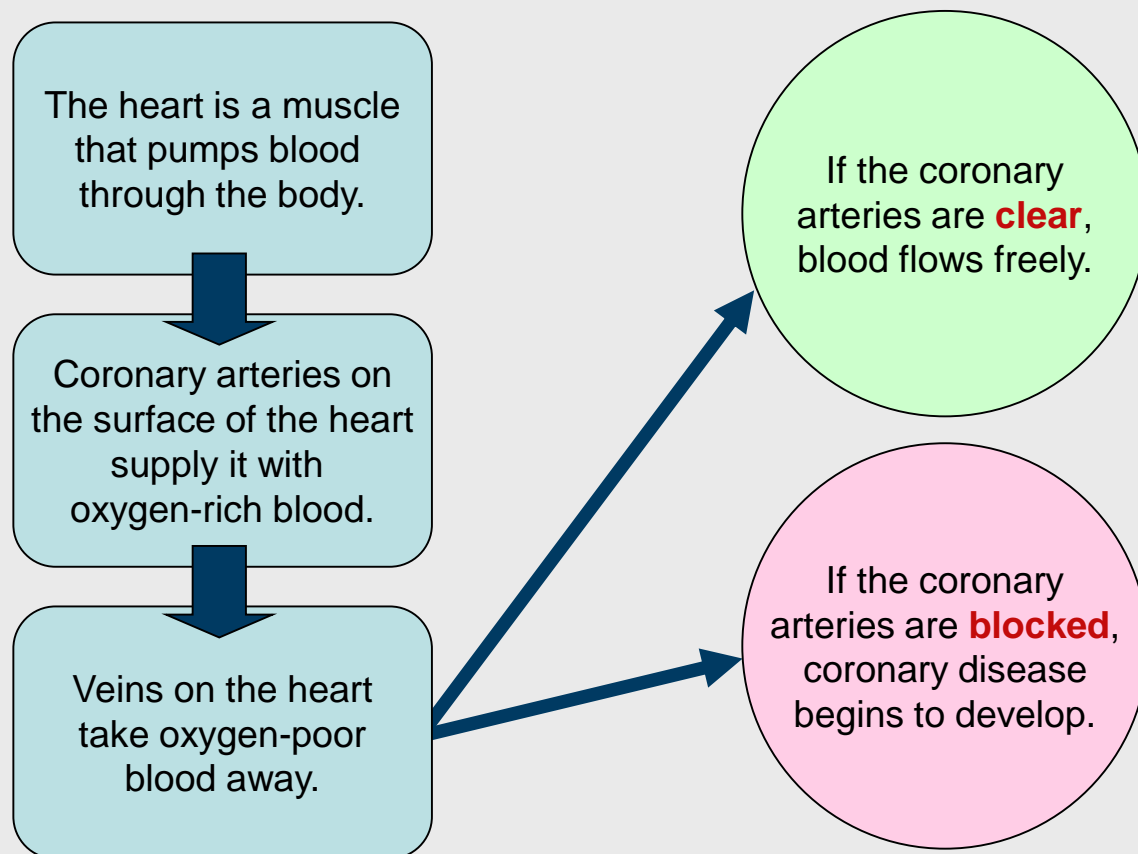 The heart is a muscle
that pumps blood
through the body.
Coronary arteries on
the surface of the heart
supply it with
oxygen-rich blood.
Veins on the heart
take oxygen-poor
blood away.
If the coronary
arteries are clear,
blood flows freely.
If the coronary
arteries are blocked,
coronary disease
begins to develop.